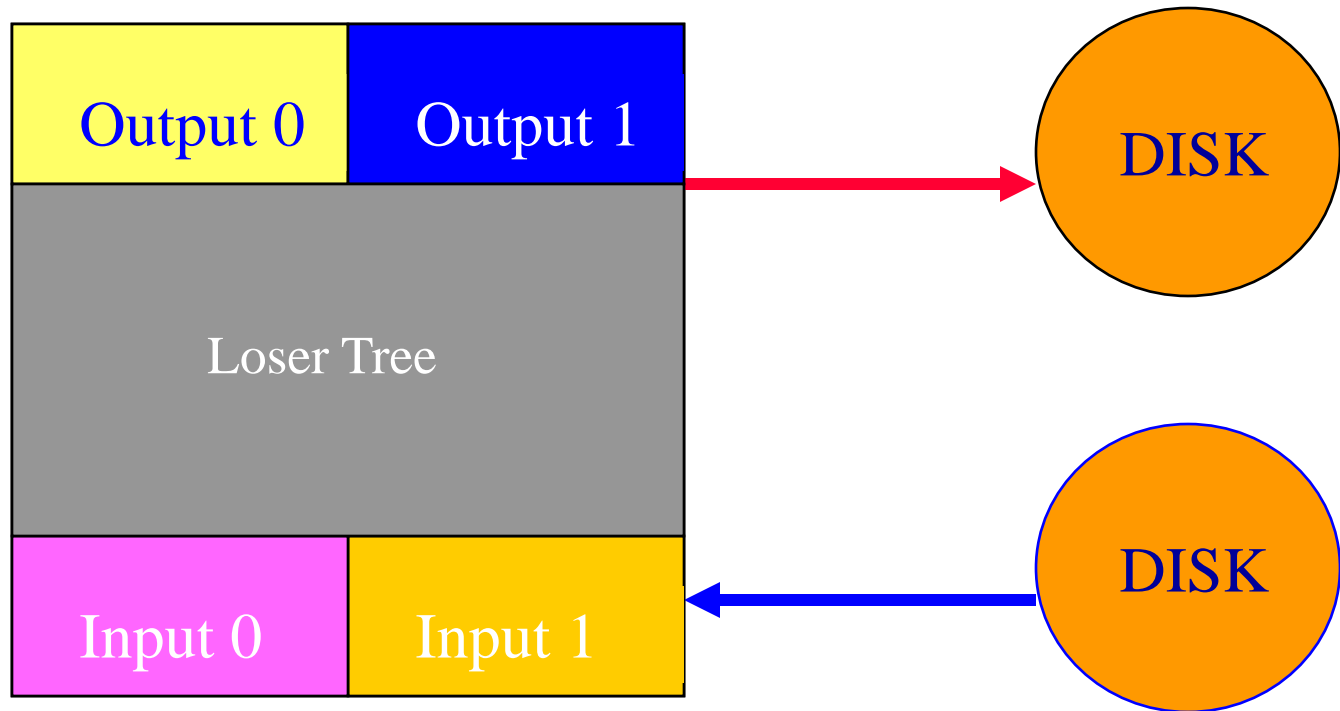 Output 0
Output 1
DISK
Loser Tree
DISK
Input 0
Input 1